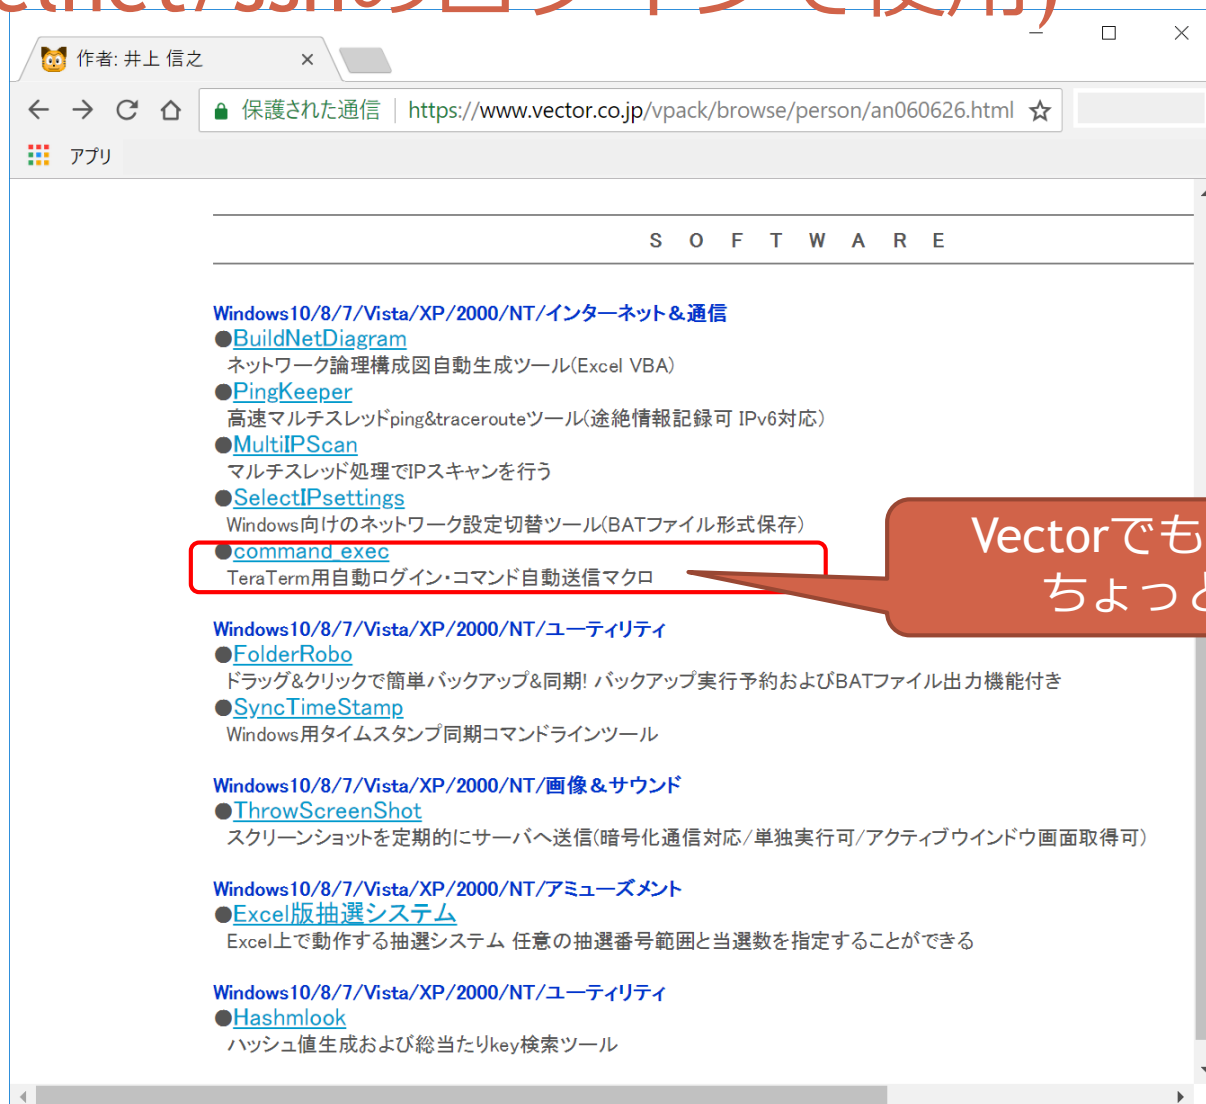 elnet/sshの自ログインで使用)
作者: 井上 信之
保護された通信 | https://www.vector.co.jp/vpack/browse/person/an060626.html
アプリ
S O F T W A R E
Windows10/8/7/Vista/XP/2000/NT/インターネット＆通信
●BuildNetDiagram
ネットワーク論理構成図自動生成ツール(Excel VBA)
●PingKeeper
高速マルチスレッドping&tracerouteツール(途絶情報記録可 IPv6対応)
●MultiIPScan
マルチスレッド処理でIPスキャンを行う
●SelectIPsettings
Windows向けのネットワーク設定切替ツール(BATファイル形式保存)
●command_exec
TeraTerm用自動ログイン・コマンド自動送信マクロ
Vectorでも
ちょっと
Windows10/8/7/Vista/XP/2000/NT/ユーティリティ
●FolderRobo
ドラッグ&クリックで簡単バックアップ&同期! バックアップ実行予約およびBATファイル出力機能付き
●SyncTimeStamp
Windows用タイムスタンプ同期コマンドラインツール
Windows10/8/7/Vista/XP/2000/NT/画像＆サウンド
●ThrowScreenShot
スクリーンショットを定期的にサーバへ送信(暗号化通信対応/単独実行可/アクティブウインドウ画面取得可)
Windows10/8/7/Vista/XP/2000/NT/アミューズメント
●Excel版抽選システム
Excel上で動作する抽選システム 任意の抽選番号範囲と当選数を指定することができる
Windows10/8/7/Vista/XP/2000/NT/ユーティリティ
●Hashmlook
ハッシュ値生成および総当たりkey検索ツール